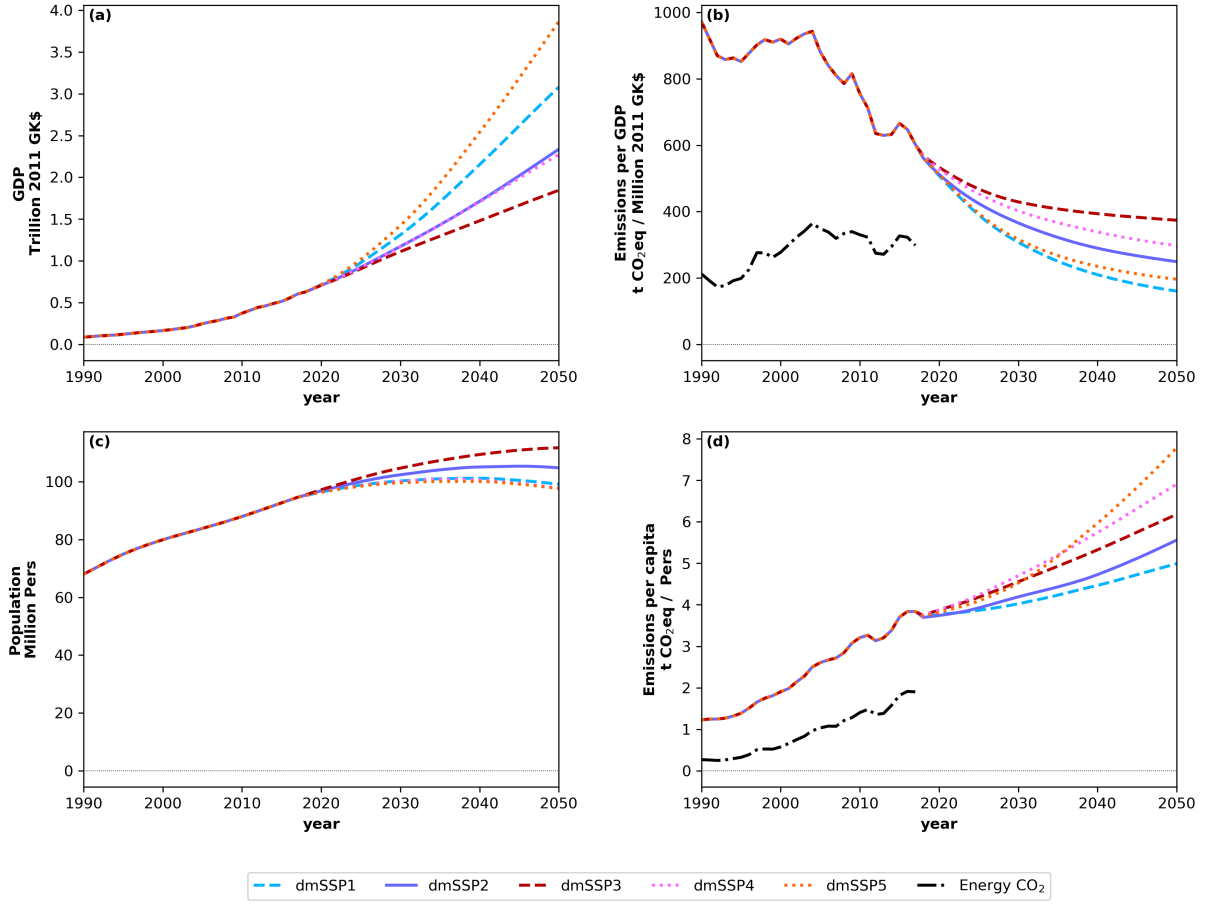 (a)
GDP
Trillion 2011 GK$
4.0
3.5
3.0
2.5
2.0
1.5
1.0
0.5
0.0
1990 2000 2010 2020 2030 2040 2050
year
(b)
Emissions per GDP
t CO₂eq / Million 2011 GK$
1000
800
600
400
200
0
1990 2000 2010 2020 2030 2040 2050
year
(c)
Population
Million Pers
100
80
60
40
20
0
1990 2000 2010 2020 2030 2040 2050
year
(d)
Emissions per capita
t CO₂eq / Pers
8
7
6
5
4
3
2
1
0
1990 2000 2010 2020 2030 2040 2050
year
dmSSP1 dmSSP2 dmSSP3 dmSSP4 dmSSP5 Energy CO₂